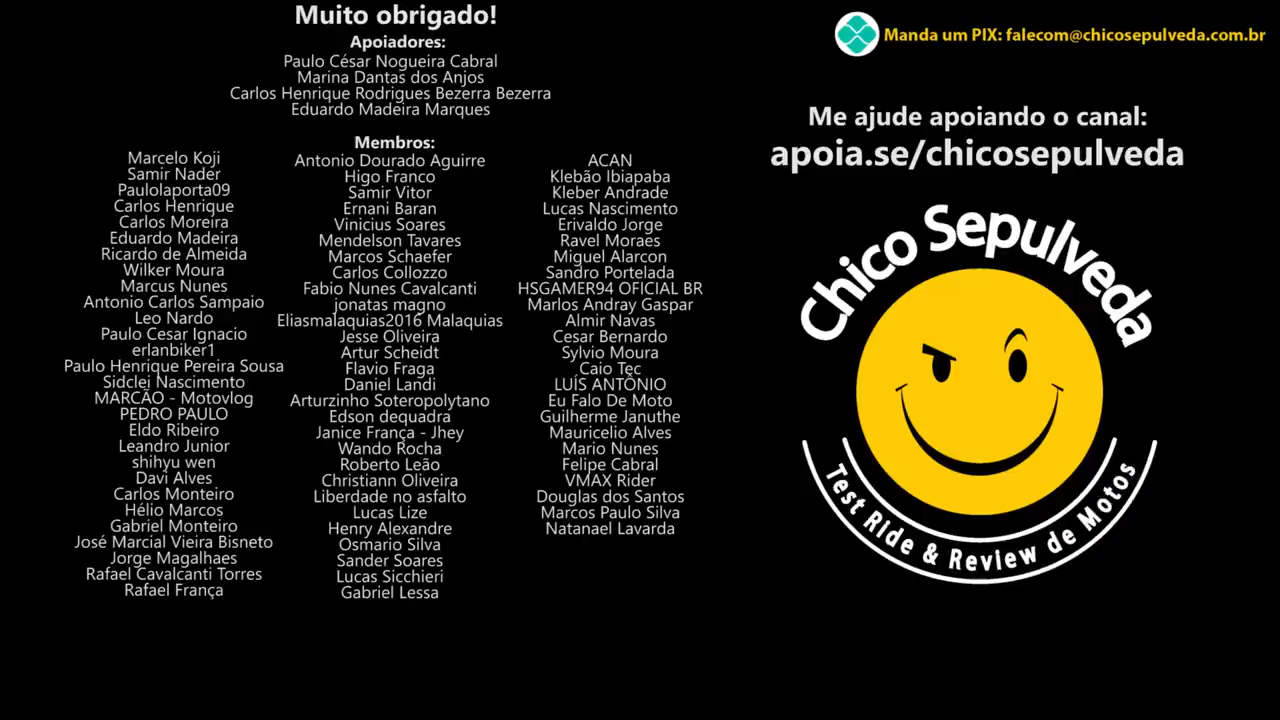 Muito obrigado!
Apoiadores:
Paulo César Nogueira Cabral
Marina Dantas dos Anjos
Carlos Henrique Rodrigues Bezerra Bezerra
Eduardo Madeira Marques
Membros:
Marcelo Koji
Samir Nader
Paulolaporta09
Carlos Henrique
Carlos Moreira
Eduardo Madeira
Ricardo de Almeida
Wilker Moura
Marcus Nunes
Antonio Carlos Sampaio
Leo Nardo
Paulo Cesar Ignacio
erlanbiker1
Paulo Henrique Pereira Sousa
Sidclei Nascimento
MARCÃO - Motovlog
PEDRO PAULO
Eldo Ribeiro
Leandro Junior
shihyu wen
Davi Alves
Carlos Monteiro
Hélio Marcos
Gabriel Monteiro
José Marcial Vieira Bisneto
Jorge Magalhaes
Rafael Cavalcanti Torres
Rafael França
Antonio Dourado Aguirre
Higo Franco
Samir Vitor
Ernani Baran
Vinicius Soares
Mendelson Tavares
Marcos Schaefer
Carlos Collozzo
Fabio Nunes Cavalcanti
jonatas magno
Eliasmalaquias2016 Malaquias
Jesse Oliveira
Artur Scheidt
Flavio Fraga
Daniel Landi
Arturzinho Soteropolytano
Edson dequadra
Janice França - Jhey
Wando Rocha
Roberto Leão
Christiann Oliveira
Liberdade no asfalto
Lucas Lize
Henry Alexandre
Osmario Silva
Sander Soares
Lucas Sicchieri
Gabriel Lessa
ACAN
Klebão Ibiapaba
Kleber Andrade
Lucas Nascimento
Erivaldo Jorge
Ravel Moraes
Miguel Alarcon
Sandro Portelada
HSGAMER94 OFICIAL BR
Marlos Andray Gaspar
Almir Navas
Cesar Bernardo
Sylvio Moura
Caio Tec
LUÍS ANTÔNIO
Eu Falo De Moto
Guilherme Januthe
Mauricelio Alves
Mario Nunes
Felipe Cabral
VMAX Rider
Douglas dos Santos
Marcos Paulo Silva
Natanael Lavarda
Manda um PIX: falecom@chicosepulveda.com.br
Me ajude apoiando o canal:
apoia.se/chicosepulveda
Chico Sepulveda
Test Ride & Review de Motos